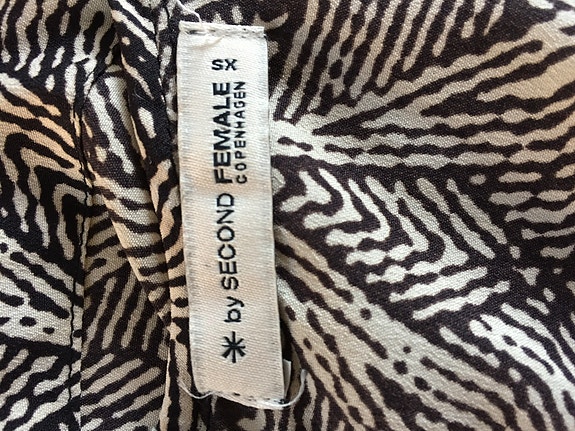 by SECOND FEMALE
COPENHAGEN
XS